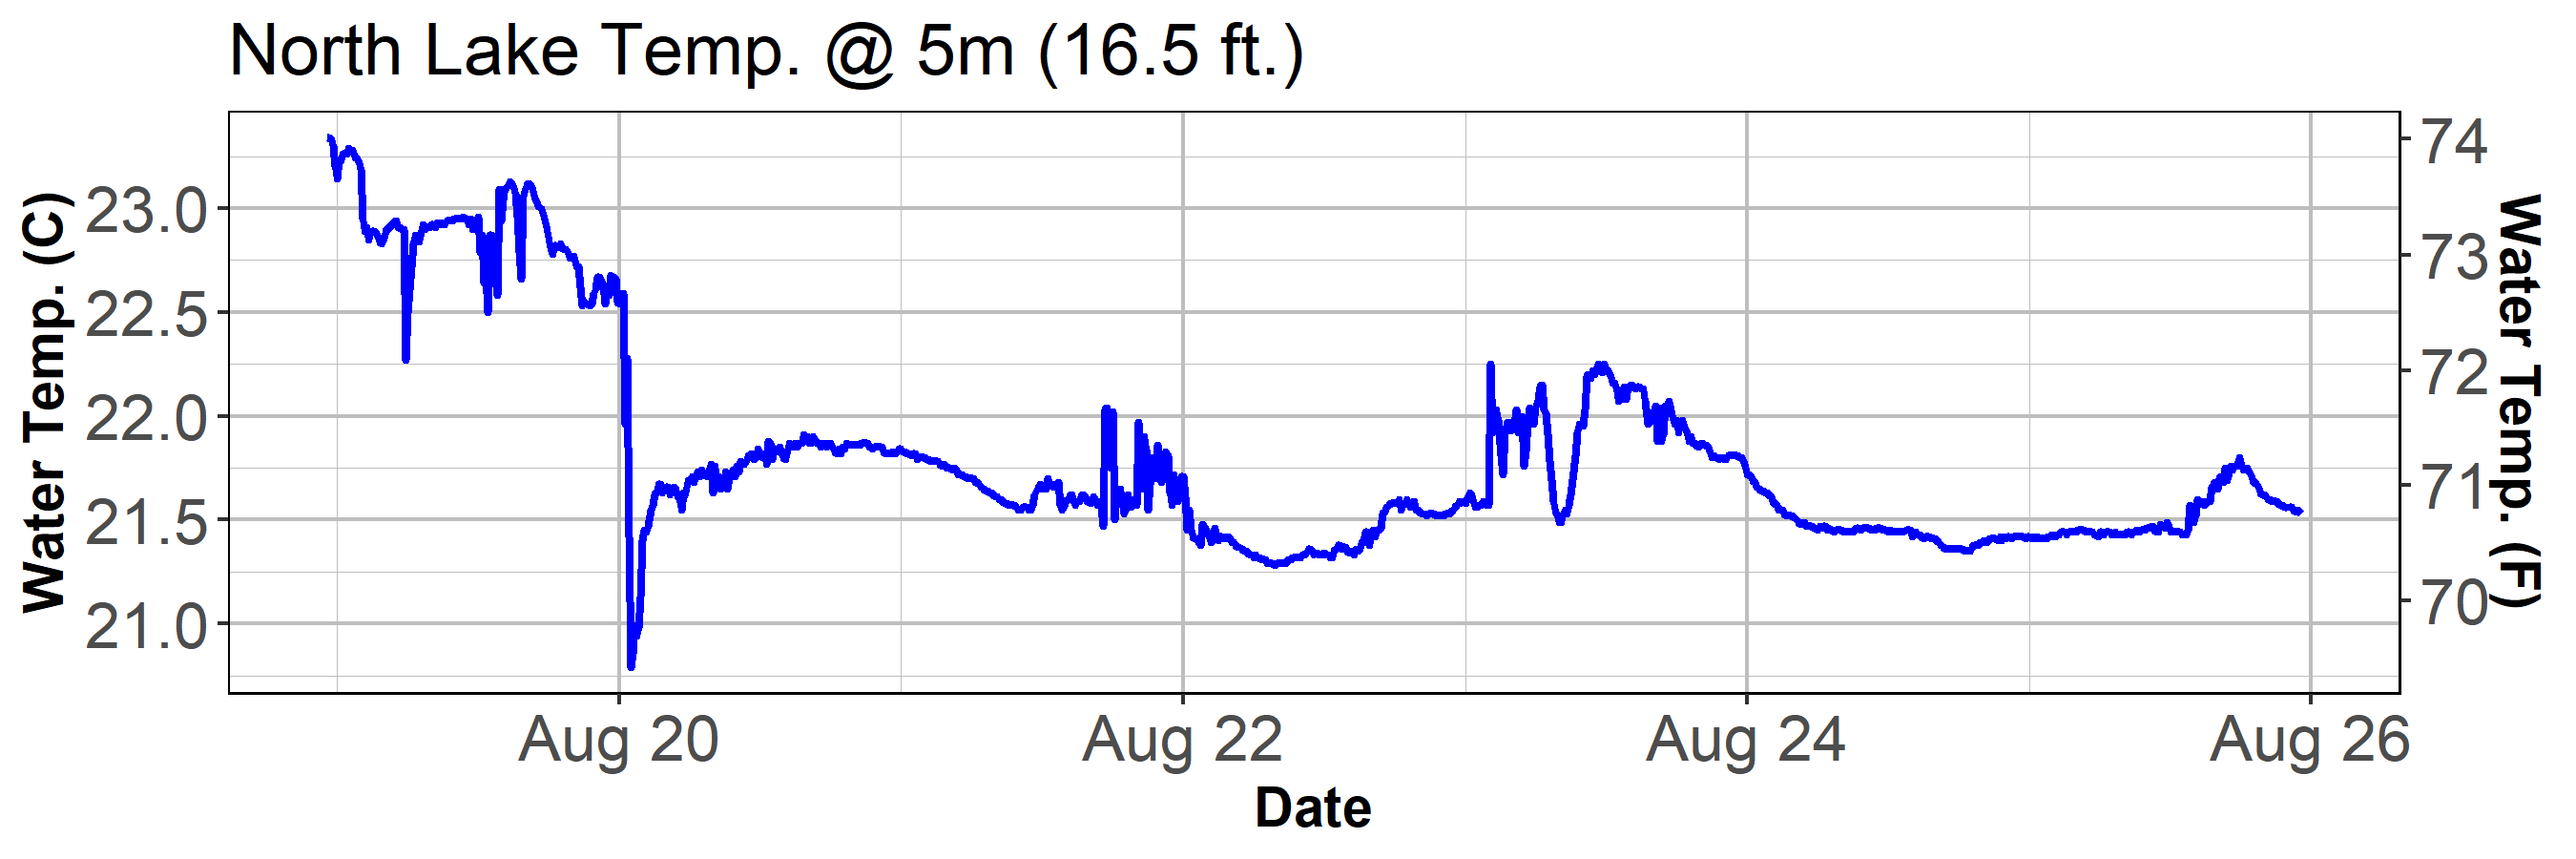 North Lake Temp. @ 5m (16.5 ft.)
Water Temp. (C)
23.0
22.5
22.0
21.5
21.0
74
73
72
71
70
Water Temp. (F)
Aug 20
Aug 22
Aug 24
Aug 26
Date